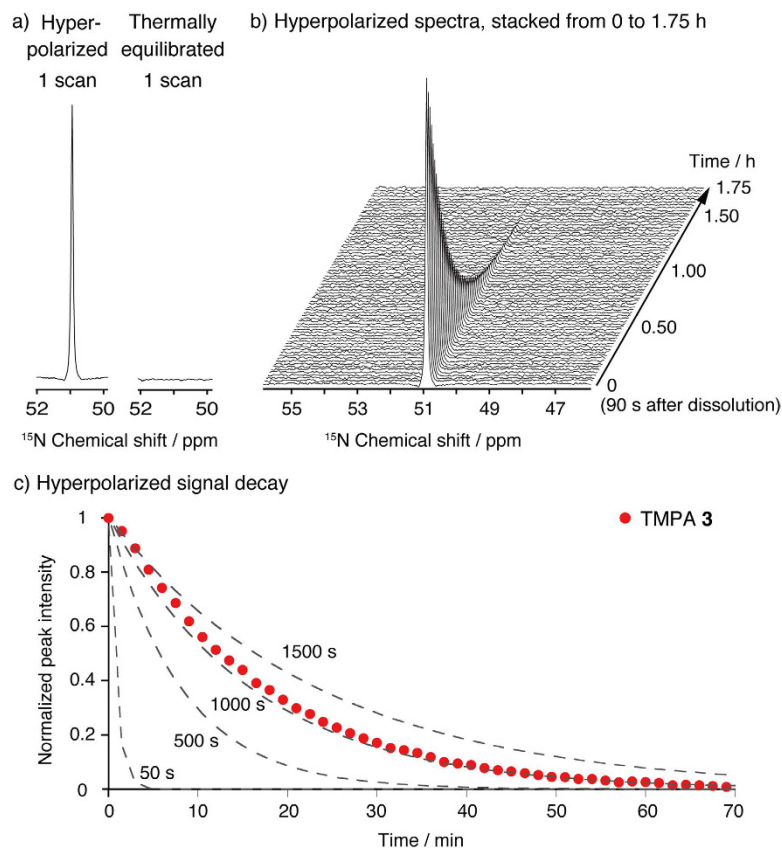 a) Hyper-
polarized
1 scan
Thermally
equilibrated
1 scan
52 50
52 50
¹⁵N Chemical shift / ppm
b) Hyperpolarized spectra, stacked from 0 to 1.75 h
Time / h
1.75
1.50
1.00
0.50
0
(90 s after dissolution)
55 53 51 49 47
¹⁵N Chemical shift / ppm
c) Hyperpolarized signal decay
TMPA 3
Normalized peak intensity
1
0.8
0.6
0.4
0.2
0
1500 s
1000 s
500 s
50 s
0 10 20 30 40 50 60 70
Time / min